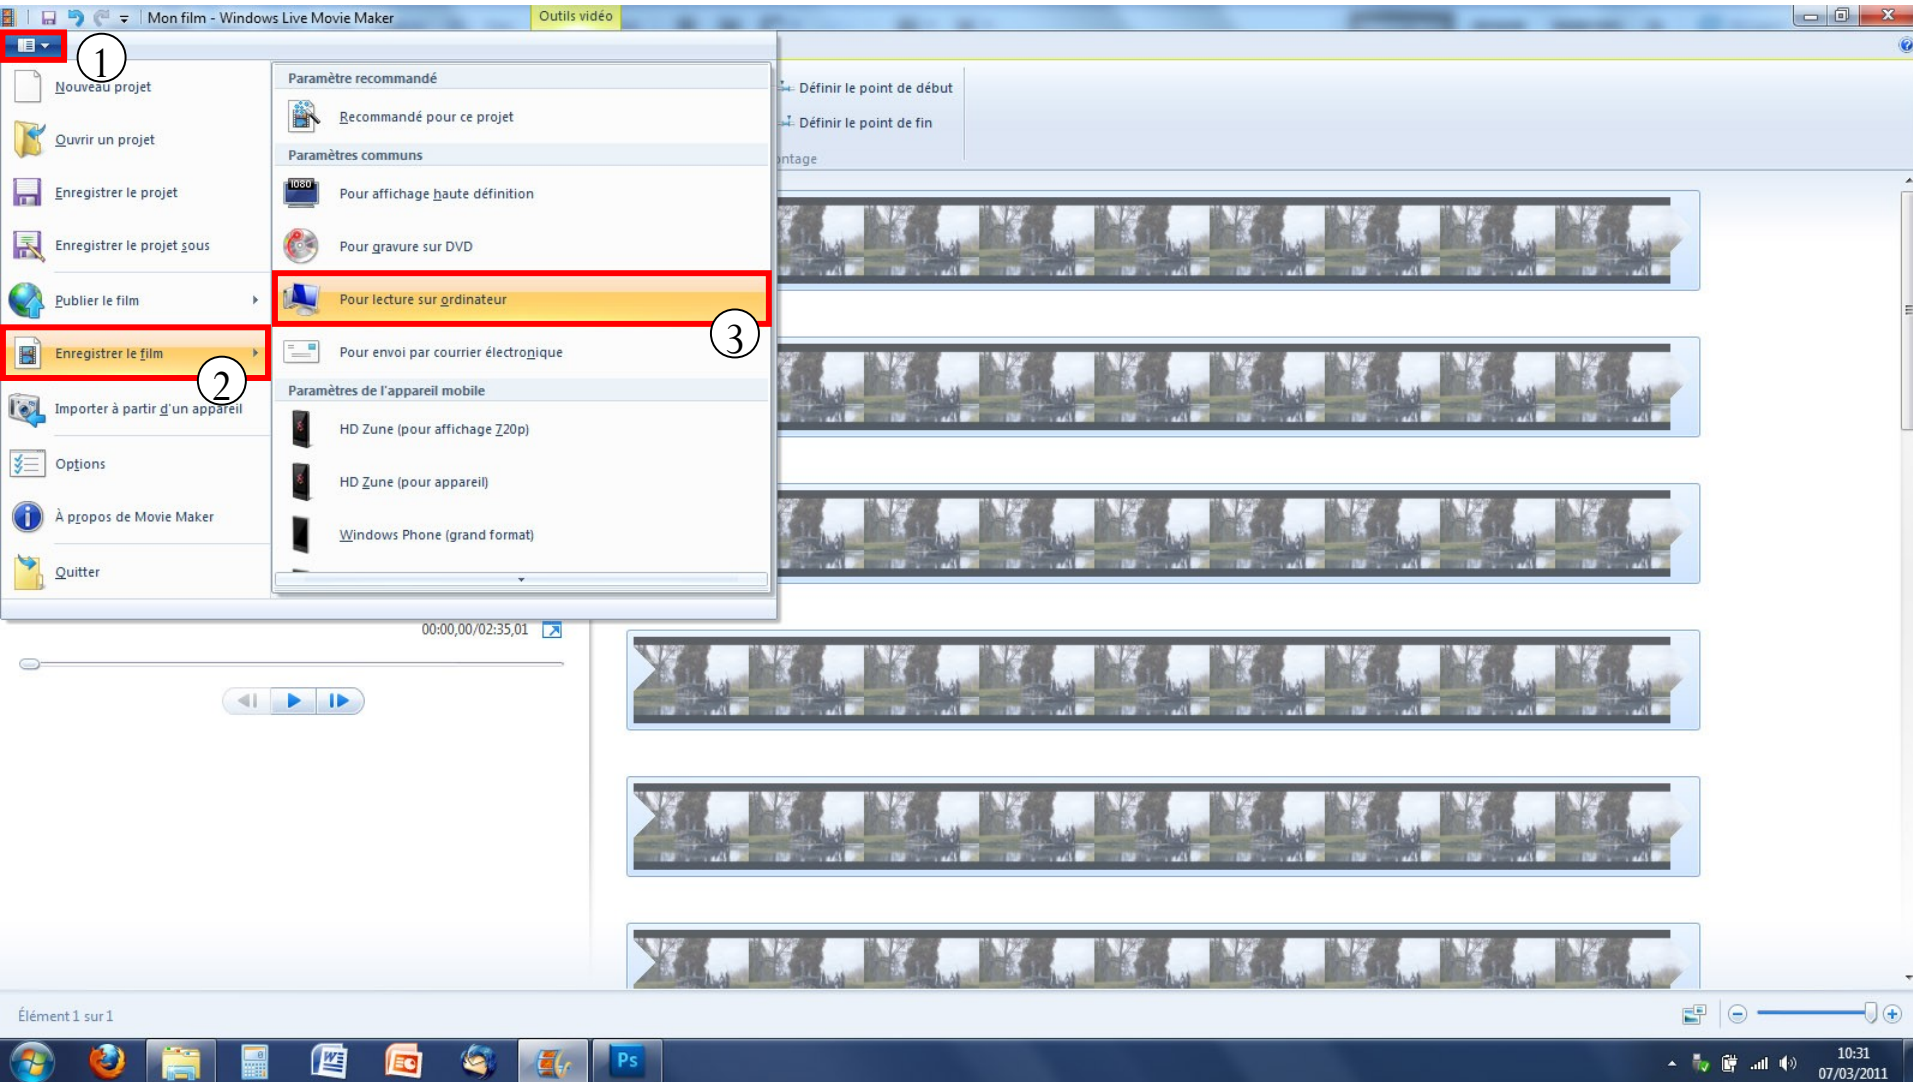 Mon film - Windows Live Movie Maker
Outils vidéo
1
Nouveau projet
Ouvrir un projet
Enregistrer le projet
Enregistrer le projet sous
Publier le film
Enregistrer le film
2
Importer à partir d'un appareil
Options
À propos de Movie Maker
Quitter
Paramètre recommandé
Recommandé pour ce projet
Paramètres communs
1080
Pour affichage haute définition
Pour gravure sur DVD
Pour lecture sur ordinateur
3
Pour envoi par courrier électronique
Paramètres de l'appareil mobile
HD Zune (pour affichage 720p)
HD Zune (pour appareil)
Windows Phone (grand format)
Définir le point de début
Définir le point de fin
ntage
00:00,00/02:35,01
Élément 1 sur 1
Ps
10:31
07/03/2011